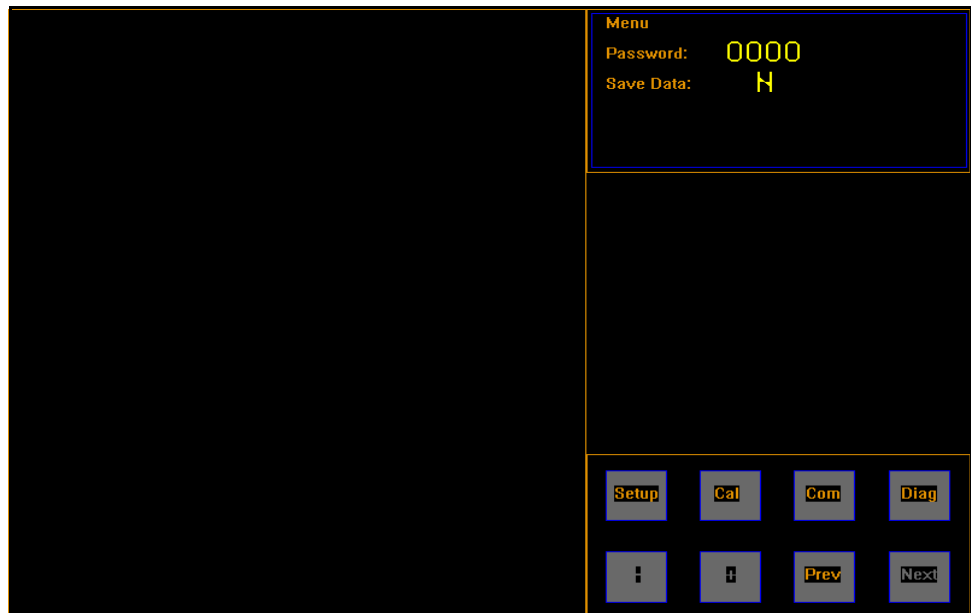 Menu
Password: 0000
Save Data: N
Setup Cal Com Diag
- + Prev Next